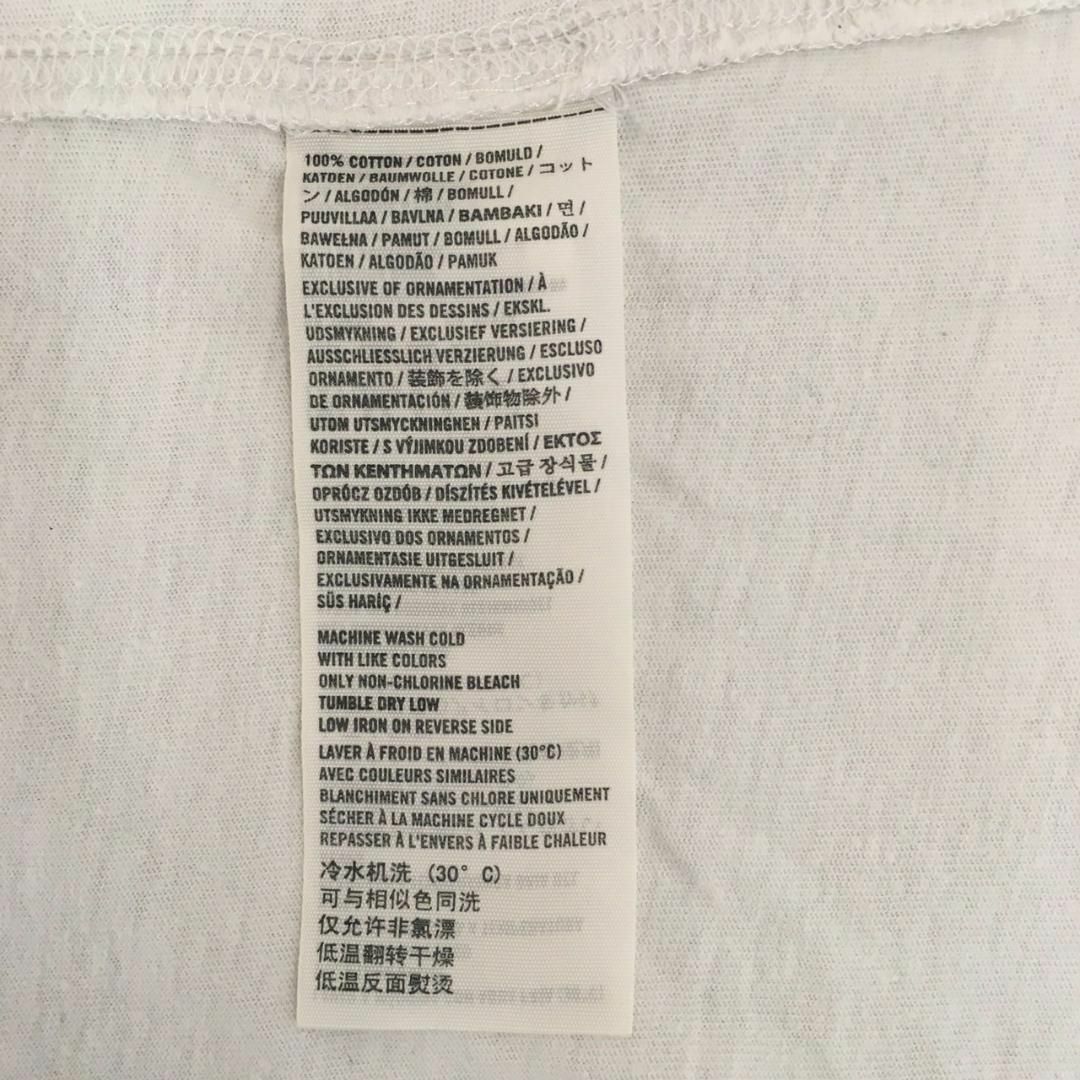 100% COTTON / COTON / BOMULD /
KATOEN / BAUMWOLLE / COTONE / コット
ン / ALGODÓN / 棉 / BOMULL /
PUUVILLAA / BAVLNA / BAMBAKI / 면 /
BAWEŁNA / PAMUT / BOMULL / ALGODÃO /
KATOEN / ALGODÃO / PAMUK
EXCLUSIVE OF ORNAMENTATION / À
L'EXCLUSION DES DESSINS / EKSKL.
UDSMYKNING / EXCLUSIEF VERSIERING /
AUSSCHLIESSLICH VERZIERUNG / ESCLUSO
ORNAMENTO / 装飾を除く / EXCLUSIVO
DE ORNAMENTACIÓN / 装饰物除外 /
UTOM UTSMYCKNINGNEN / PAITSI
KORISTE / S VÝJIMKOU ZDOBENÍ / ΕΚΤΟΣ
ΤΩΝ ΚΕΝΤΗΜΑΤΩΝ / 고급 장식물 /
OPRÓCZ OZDÓB / DÍSZÍTÉS KIVÉTELÉVEL /
UTSMYKNING IKKE MEDREGNET /
EXCLUSIVO DOS ORNAMENTOS /
ORNAMENTASIE UITGESLUIT /
EXCLUSIVAMENTE NA ORNAMENTAÇÃO /
SÜS HARİÇ /
MACHINE WASH COLD
WITH LIKE COLORS
ONLY NON-CHLORINE BLEACH
TUMBLE DRY LOW
LOW IRON ON REVERSE SIDE
LAVER À FROID EN MACHINE (30°C)
AVEC COULEURS SIMILAIRES
BLANCHIMENT SANS CHLORE UNIQUEMENT
SÉCHER À LA MACHINE CYCLE DOUX
REPASSER À L'ENVERS À FAIBLE CHALEUR
冷水机洗 (30° C)
可与相似色同洗
仅允许非氯漂
低温翻转干燥
低温反面熨烫